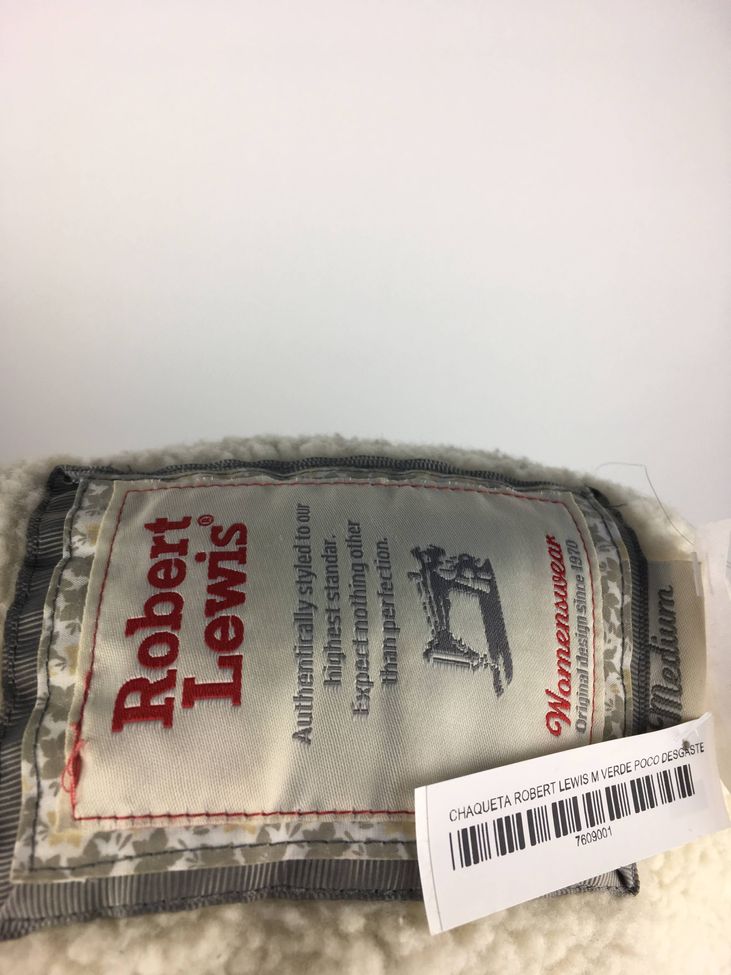 Robert
Lewis®
Authentically styled to our
highest standar.
Expect nothing other
than perfection.
Womenswear
Original design since 1970
Medium
CHAQUETA ROBERT LEWIS M VERDE POCO DESGASTE
7609001